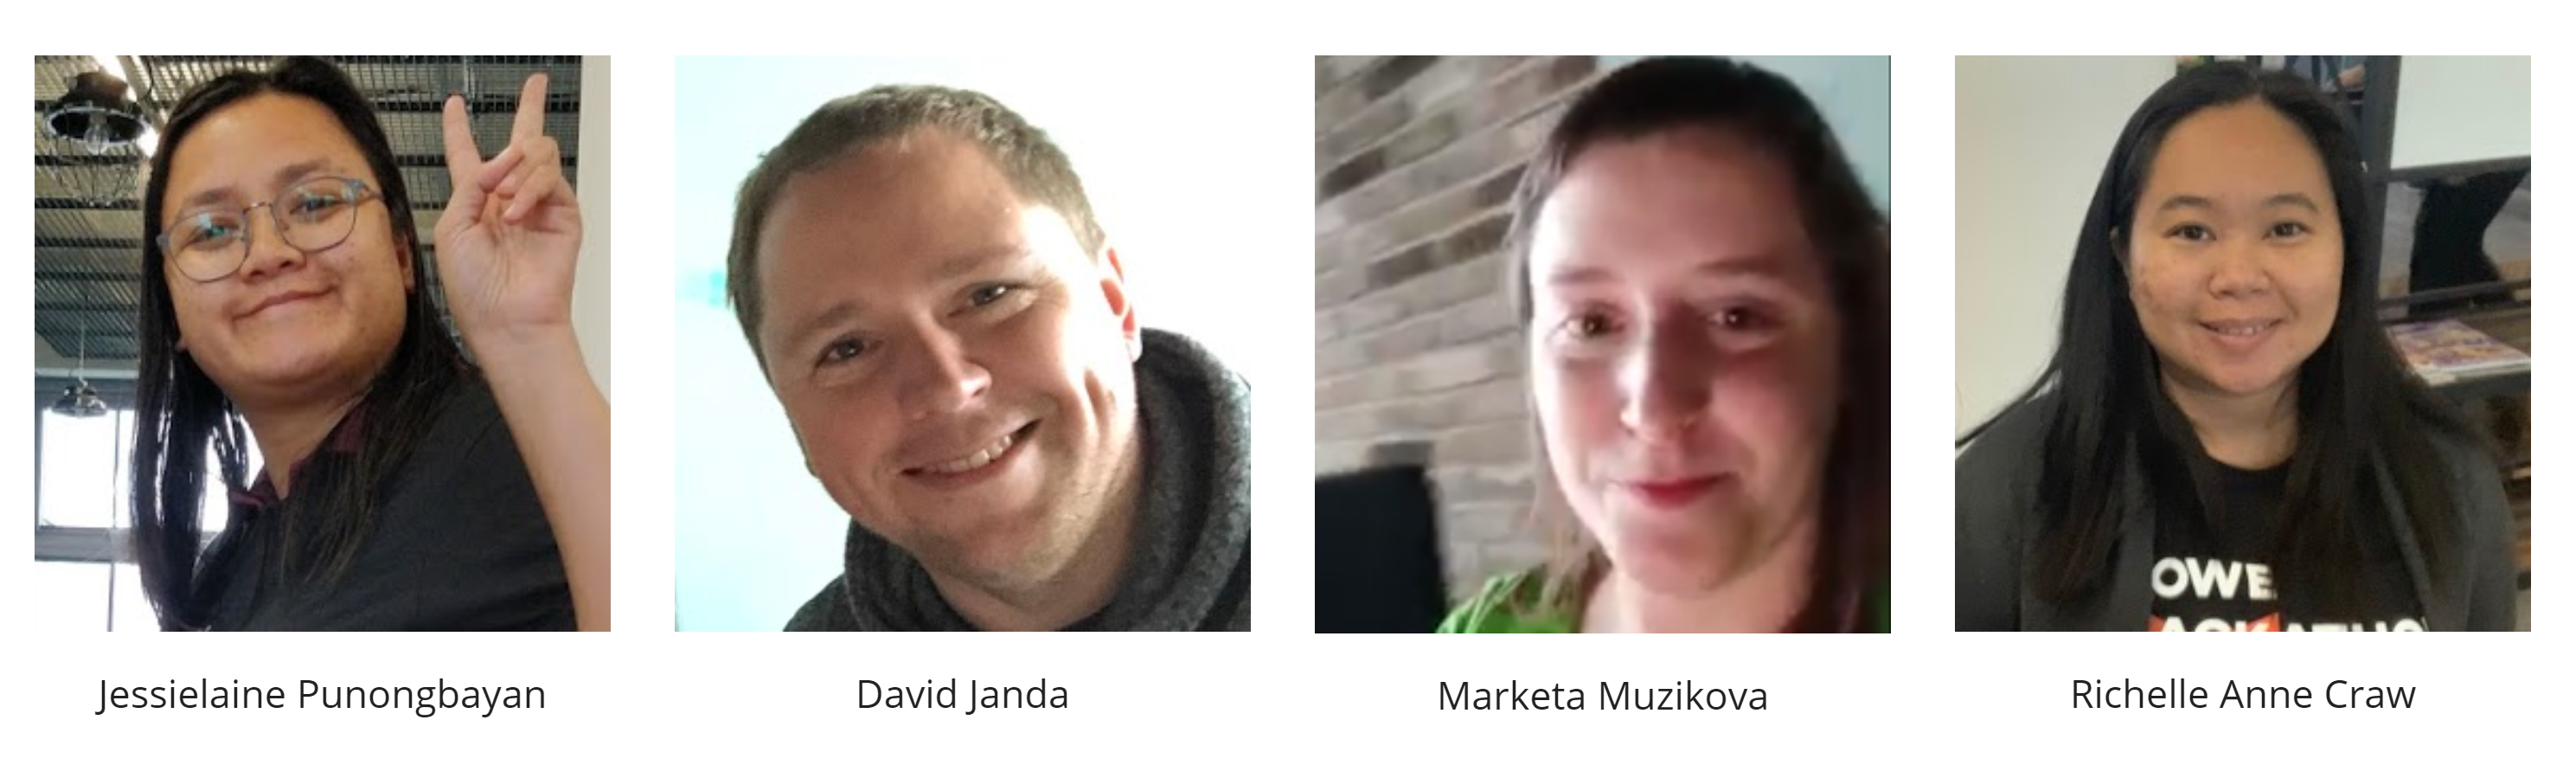 OWE
Jessielaine Punongbayan
David Janda
Marketa Muzikova
Richelle Anne Craw